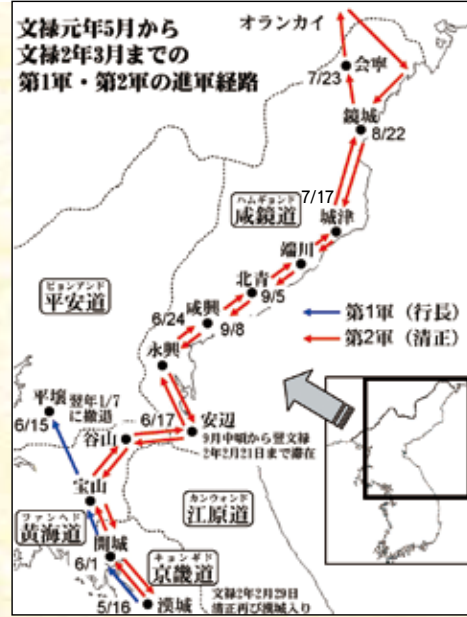 文禄元年5月から
文禄2年3月までの
第1軍・第2軍の進軍経路
オランカイ
会寧
7/23
鏡城
8/22
7/17
ハムギョンド
咸鏡道
城津
端川
北青
9/5
ピョンアンド
平安道
6/24
咸興
9/8
永興
第1軍（行長）
第2軍（清正）
平壌
翌年1/7
に撤退
6/15
6/17
安辺
谷山
9月中頃から翌文禄
2年2月21日まで滞在
宝山
カンウォンド
江原道
ファンヘド
黄海道
開城
6/1
キョンギド
京畿道
5/16
漢城
文禄2年2月29日
清正再び漢城入り